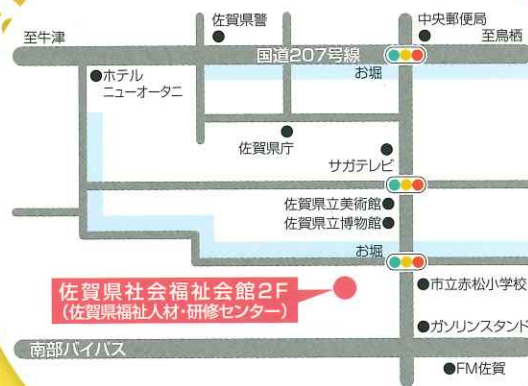 佐賀県警
中央郵便局
至牛津
至鳥栖
国道207号線
お堀
ホテル
ニューオータニ
佐賀県庁
サガテレビ
佐賀県立美術館
佐賀県立博物館
お堀
佐賀県社会福祉会館2F
(佐賀県福祉人材・研修センター)
市立赤松小学校
ガソリンスタンド
南部バイパス
FM佐賀